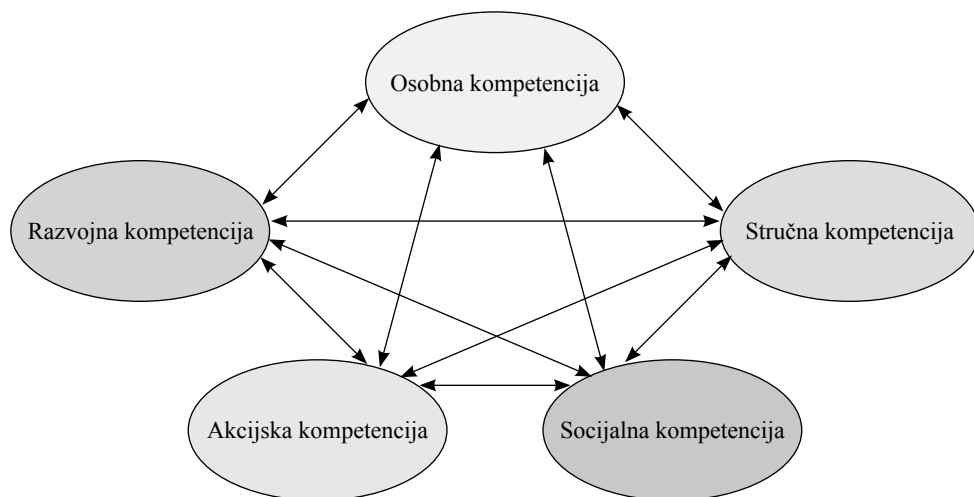 Osobna kompetencija
Razvojna kompetencija
Stručna kompetencija
Akcijska kompetencija
Socijalna kompetencija